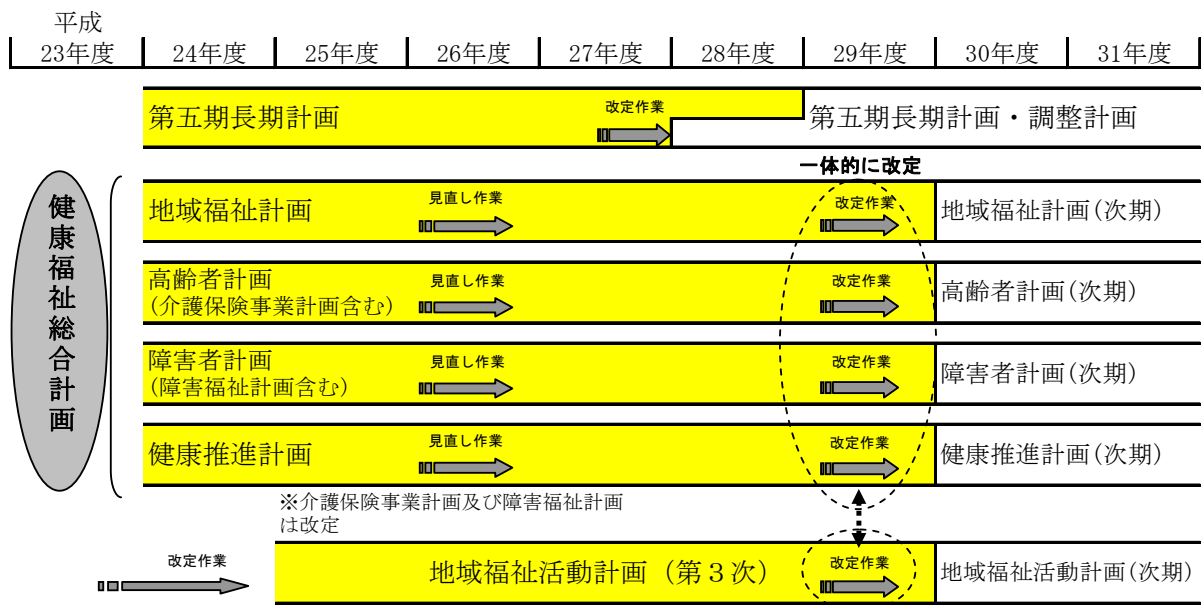 平成
23年度 24年度 25年度 26年度 27年度 28年度 29年度 30年度 31年度
第五期長期計画
改定作業
第五期長期計画・調整計画
一体的に改定
健康福祉総合計画
地域福祉計画
見直し作業
改定作業
地域福祉計画(次期)
高齢者計画
(介護保険事業計画含む)
見直し作業
改定作業
高齢者計画(次期)
障害者計画
(障害福祉計画含む)
見直し作業
改定作業
障害者計画(次期)
健康推進計画
見直し作業
改定作業
健康推進計画(次期)
※介護保険事業計画及び障害福祉計画
は改定
改定作業
地域福祉活動計画(第3次)
改定作業
地域福祉活動計画(次期)